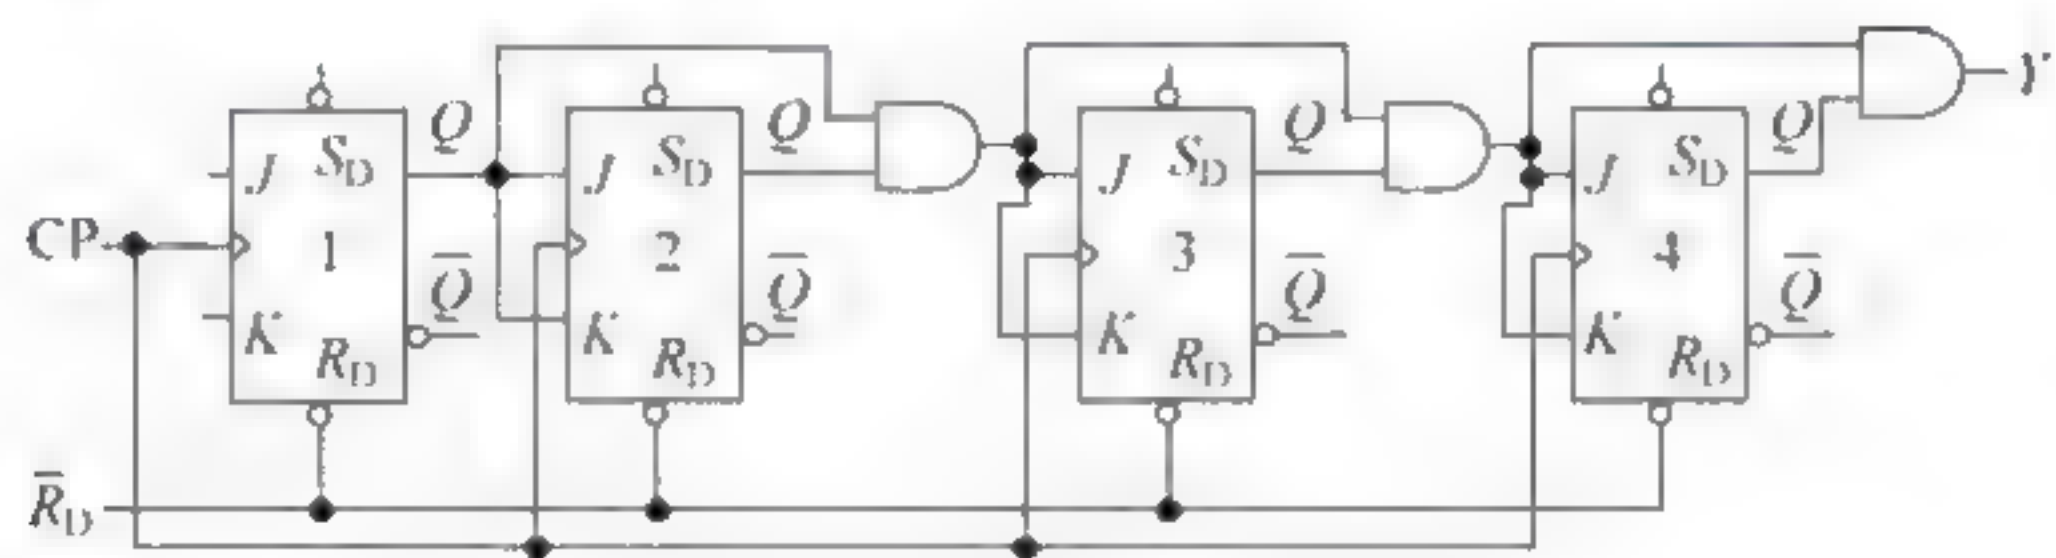 Q Q Q Q Y
J S_D J S_D J S_D J S_D
CP 1 2 3 4
Q̅ Q̅ Q̅ Q̅
K R_D K R_D K R_D K R_D
R̅_D